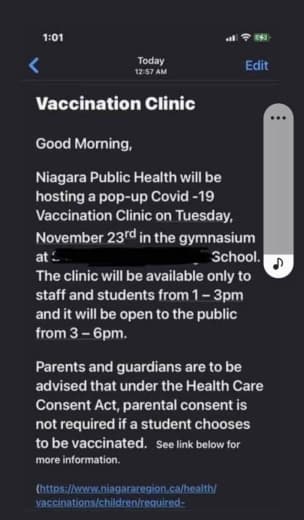 1:01
Today
12:57 AM
Edit
Vaccination Clinic
Good Morning,
Niagara Public Health will be
hosting a pop-up Covid -19
Vaccination Clinic on Tuesday,
November 23rd in the gymnasium
at School.
The clinic will be available only to
staff and students from 1 – 3pm
and it will be open to the public
from 3 – 6pm.
Parents and guardians are to be
advised that under the Health Care
Consent Act, parental consent is
not required if a student chooses
to be vaccinated. See link below for
more information.
(https://www.niagararegion.ca/health/
vaccinations/children/required-